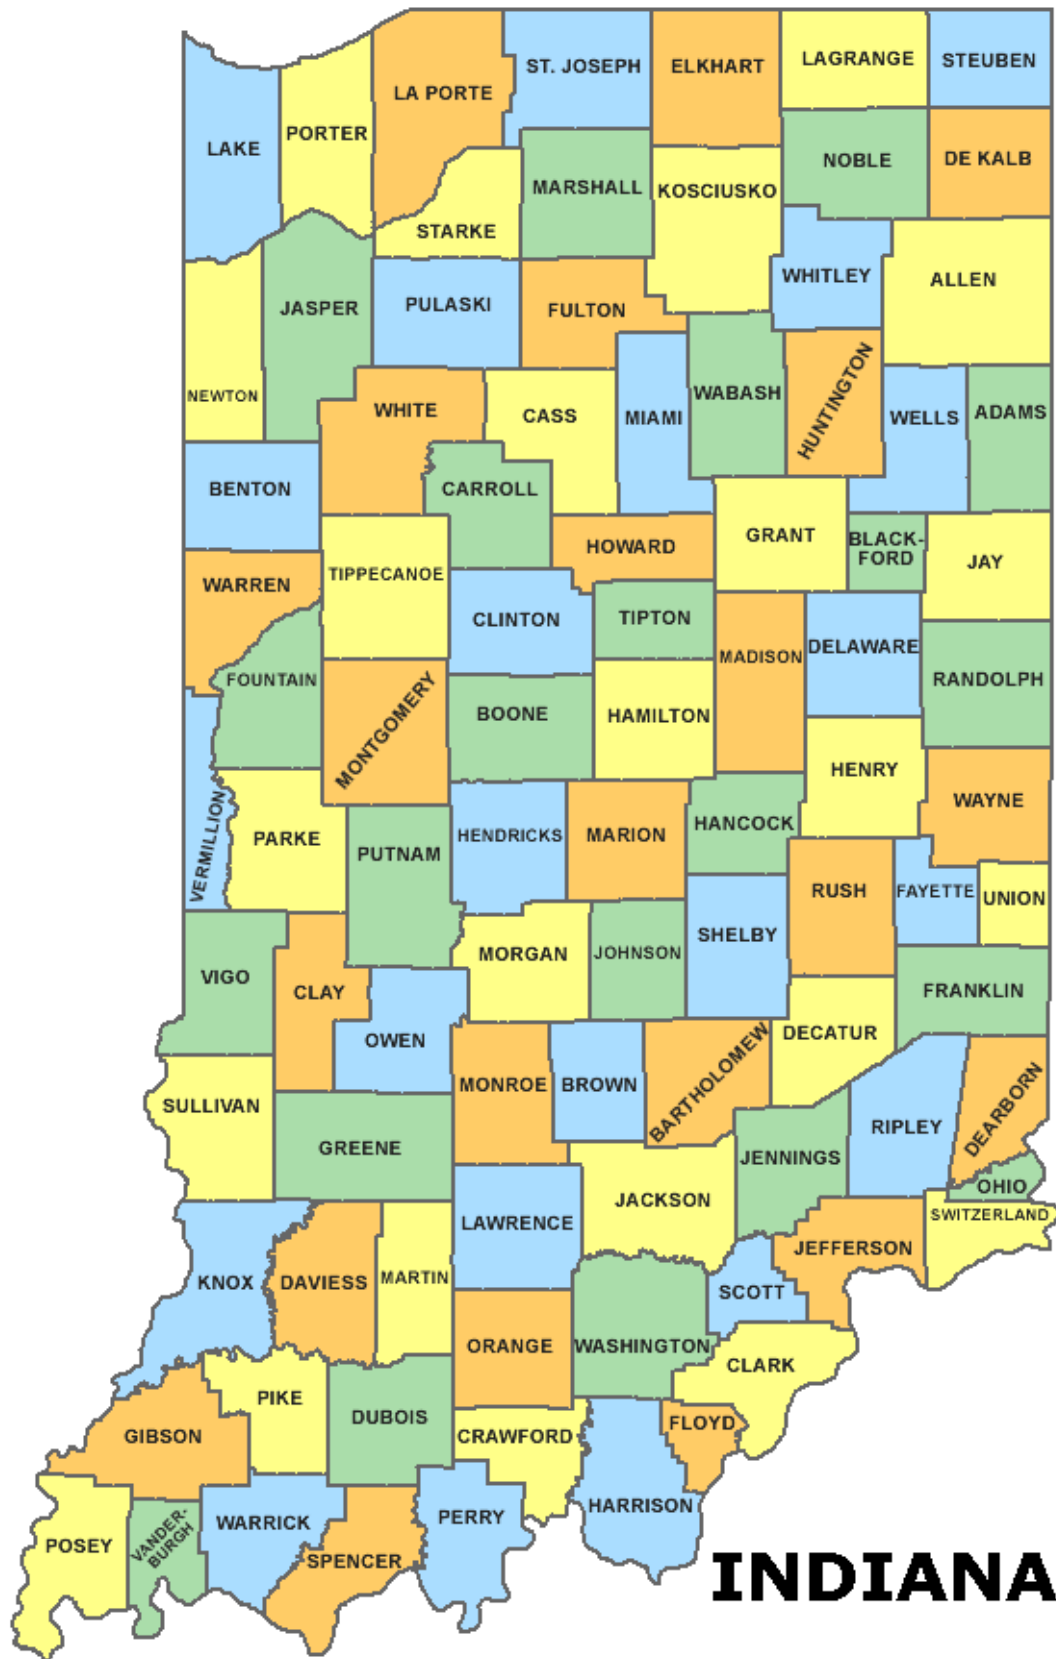 ST. JOSEPH
ELKHART
LAGRANGE
STEUBEN
LA PORTE
PORTER
LAKE
NOBLE
DE KALB
MARSHALL
KOSCIUSKO
STARKE
WHITLEY
ALLEN
JASPER
PULASKI
FULTON
NEWTON
WHITE
CASS
MIAMI
WABASH
HUNTINGTON
WELLS
ADAMS
BENTON
CARROLL
GRANT
BLACK-
FORD
JAY
HOWARD
WARREN
TIPPECANOE
CLINTON
TIPTON
MADISON
DELAWARE
RANDOLPH
FOUNTAIN
MONTGOMERY
BOONE
HAMILTON
HENRY
WAYNE
VERMILLION
PARKE
PUTNAM
HENDRICKS
MARION
HANCOCK
RUSH
FAYETTE
UNION
VIGO
CLAY
MORGAN
JOHNSON
SHELBY
FRANKLIN
OWEN
DECATUR
MONROE
BROWN
BARTHOLOMEW
SULLIVAN
RIPLEY
DEARBORN
GREENE
JENNINGS
OHIO
JACKSON
SWITZERLAND
LAWRENCE
JEFFERSON
KNOX
DAVIESS
MARTIN
SCOTT
ORANGE
WASHINGTON
CLARK
PIKE
DUBOIS
GIBSON
CRAWFORD
FLOYD
HARRISON
POSEY
VANDER-
BURGH
WARRICK
PERRY
SPENCER
INDIANA